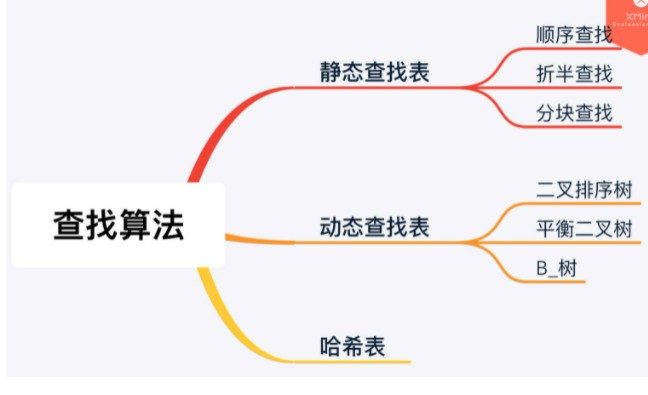 XMin
顺序查找
静态查找表
折半查找
分块查找
二叉排序树
查找算法
动态查找表
平衡二叉树
B_树
哈希表